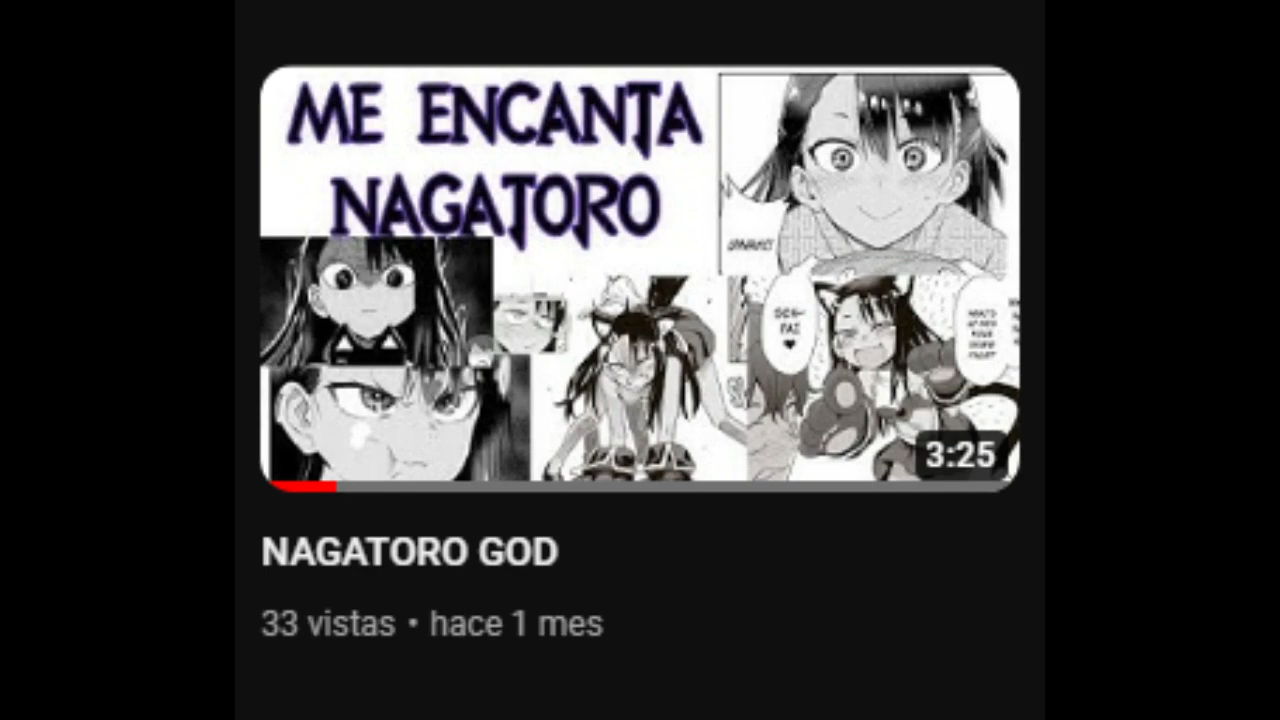 ME ENCANTA
NAGATORO
SEN-
PAI
3:25
NAGATORO GOD
33 vistas • hace 1 mes